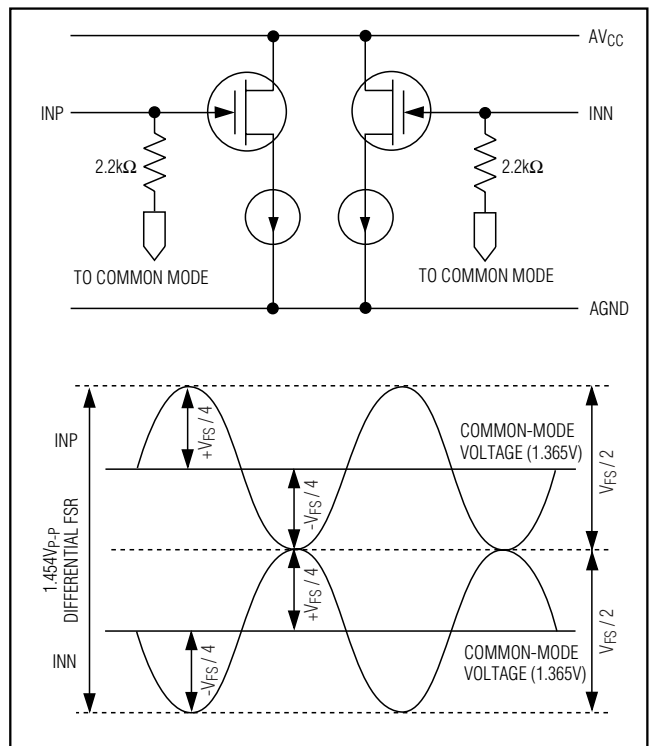 AVCC
INP
INN
2.2kΩ
2.2kΩ
TO COMMON MODE
TO COMMON MODE
AGND
INP
+VFS / 4
COMMON-MODE
VOLTAGE (1.365V)
VFS / 2
-VFS / 4
1.454VP-P
DIFFERENTIAL FSR
+VFS / 4
INN
-VFS / 4
COMMON-MODE
VOLTAGE (1.365V)
VFS / 2